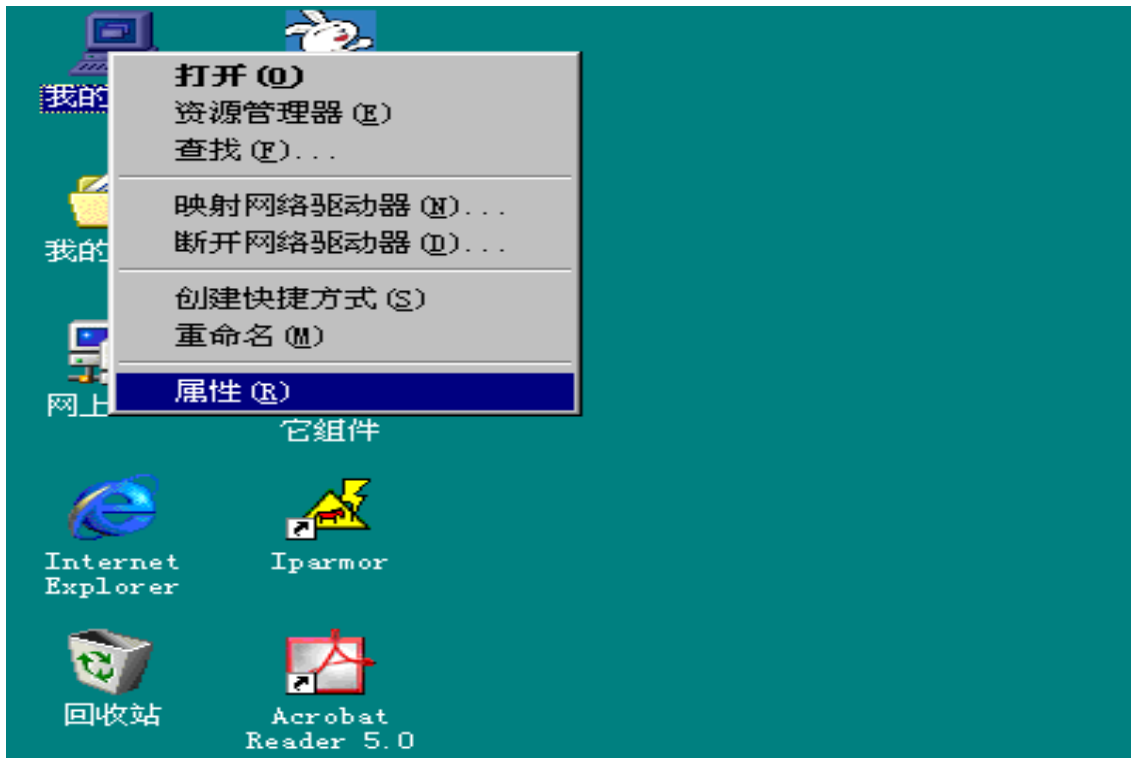 我的
打开(O)
资源管理器(E)
查找(F)...
映射网络驱动器(N)...
断开网络驱动器(D)...
创建快捷方式(S)
重命名(M)
属性(R)
我的
网上
它组件
Internet
Explorer
Iparmor
回收站
Acrobat
Reader 5.0